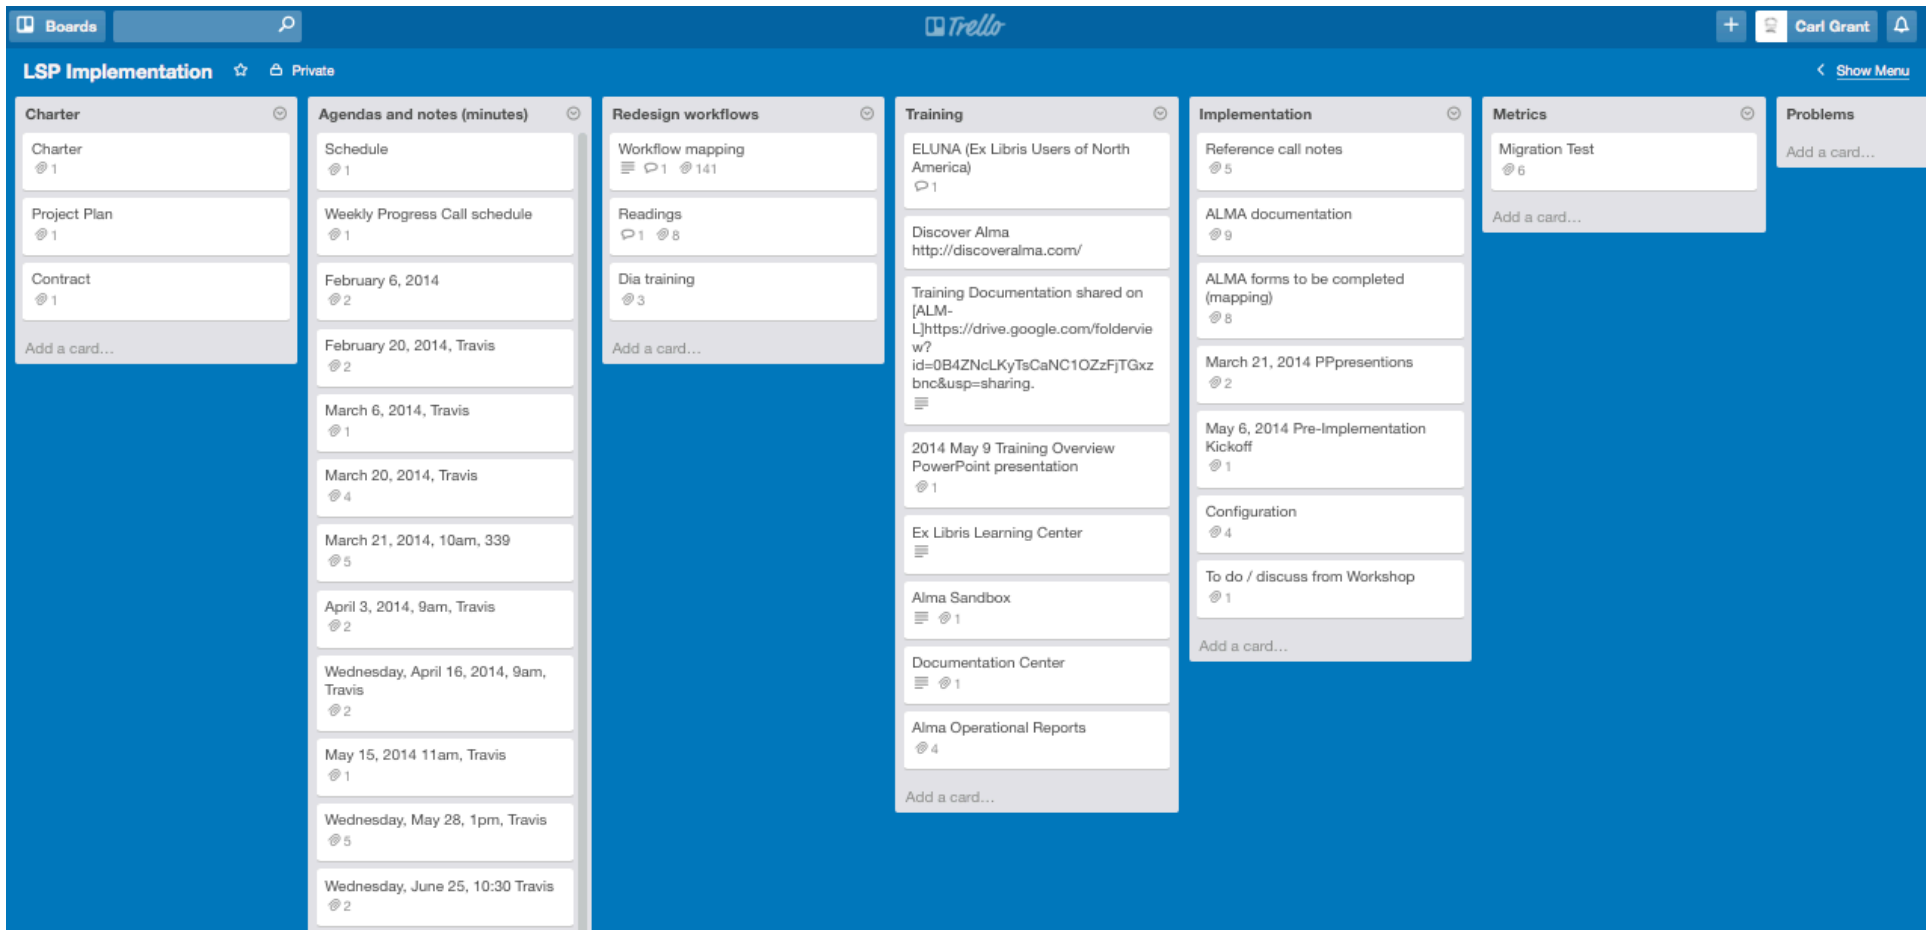 Boards
Trello
Carl Grant
LSP Implementation
Private
Show Menu
Charter
Charter
1
Project Plan
1
Contract
1
Add a card...
Agendas and notes (minutes)
Schedule
1
Weekly Progress Call schedule
1
February 6, 2014
2
February 20, 2014, Travis
2
March 6, 2014, Travis
1
March 20, 2014, Travis
4
March 21, 2014, 10am, 339
5
April 3, 2014, 9am, Travis
2
Wednesday, April 16, 2014, 9am,
Travis
2
May 15, 2014 11am, Travis
1
Wednesday, May 28, 1pm, Travis
5
Wednesday, June 25, 10:30 Travis
2
Redesign workflows
Workflow mapping
1 141
Readings
1 8
Dia training
3
Add a card...
Training
ELUNA (Ex Libris Users of North
America)
1
Discover Alma
http://discoveralma.com/
Training Documentation shared on
[ALM-
L]https://drive.google.com/foldervie
w?
id=0B4ZNcLKyTsCaNC1OZzFjTGxz
bnc&usp=sharing.
2014 May 9 Training Overview
PowerPoint presentation
1
Ex Libris Learning Center
Alma Sandbox
1
Documentation Center
1
Alma Operational Reports
4
Add a card...
Implementation
Reference call notes
5
ALMA documentation
9
ALMA forms to be completed
(mapping)
8
March 21, 2014 PPpresentions
2
May 6, 2014 Pre-Implementation
Kickoff
1
Configuration
4
To do / discuss from Workshop
1
Add a card...
Metrics
Migration Test
6
Add a card...
Problems
Add a card...